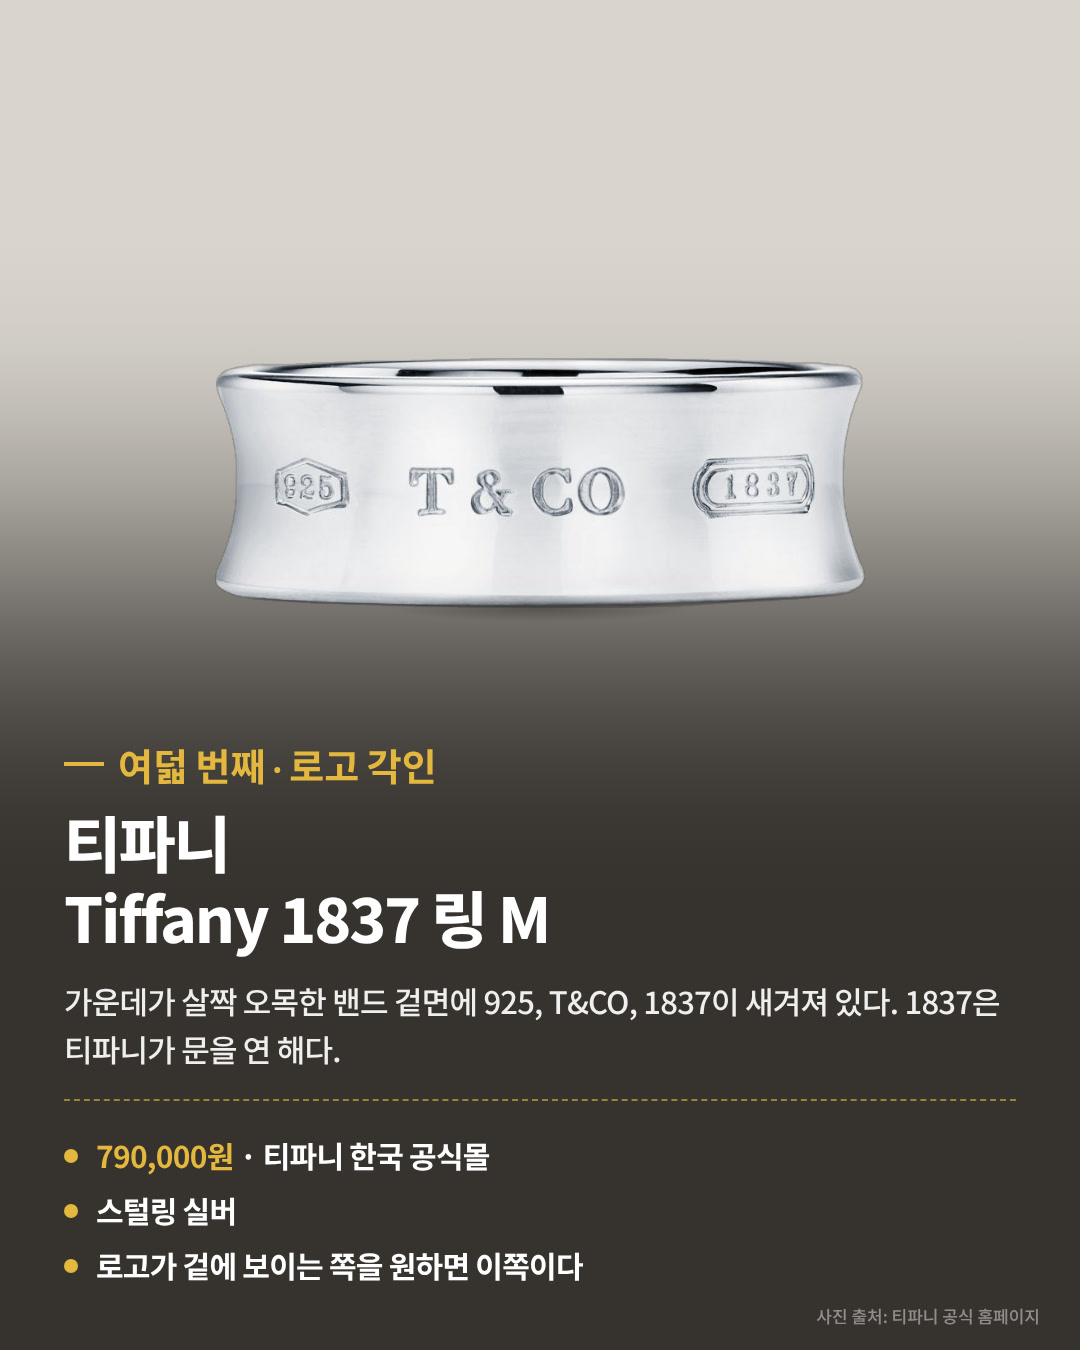 925 T & CO 1837
여덟 번째 · 로고 각인
티파니
Tiffany 1837 링 M
가운데가 살짝 오목한 밴드 겉면에 925, T&CO, 1837이 새겨져 있다. 1837은
티파니가 문을 연 해다.
790,000원 · 티파니 한국 공식몰
스털링 실버
로고가 겉에 보이는 쪽을 원하면 이쪽이다
사진 출처: 티파니 공식 홈페이지